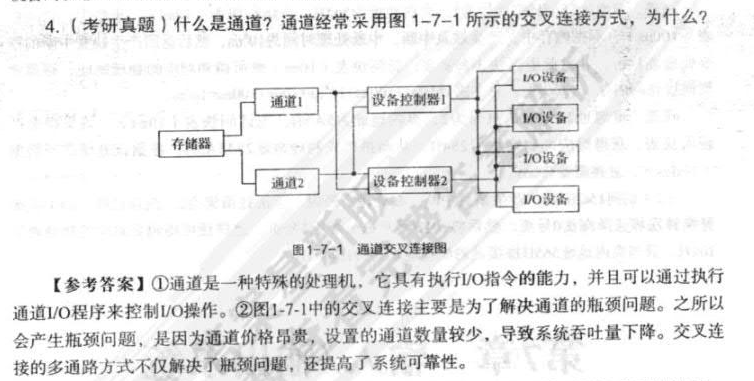 4.（考研真题）什么是通道？通道经常采用图1-7-1所示的交叉连接方式，为什么？
存储器
通道1
通道2
设备控制器1
设备控制器2
I/O设备
I/O设备
I/O设备
I/O设备
图1-7-1 通道交叉连接图
【参考答案】①通道是一种特殊的处理机，它具有执行I/O指令的能力，并且可以通过执行
通道I/O程序来控制I/O操作。②图1-7-1中的交叉连接主要是为了解决通道的瓶颈问题。之所以
会产生瓶颈问题，是因为通道价格昂贵，设置的通道数量较少，导致系统吞吐量下降。交叉连
接的多通路方式不仅解决了瓶颈问题，还提高了系统可靠性。